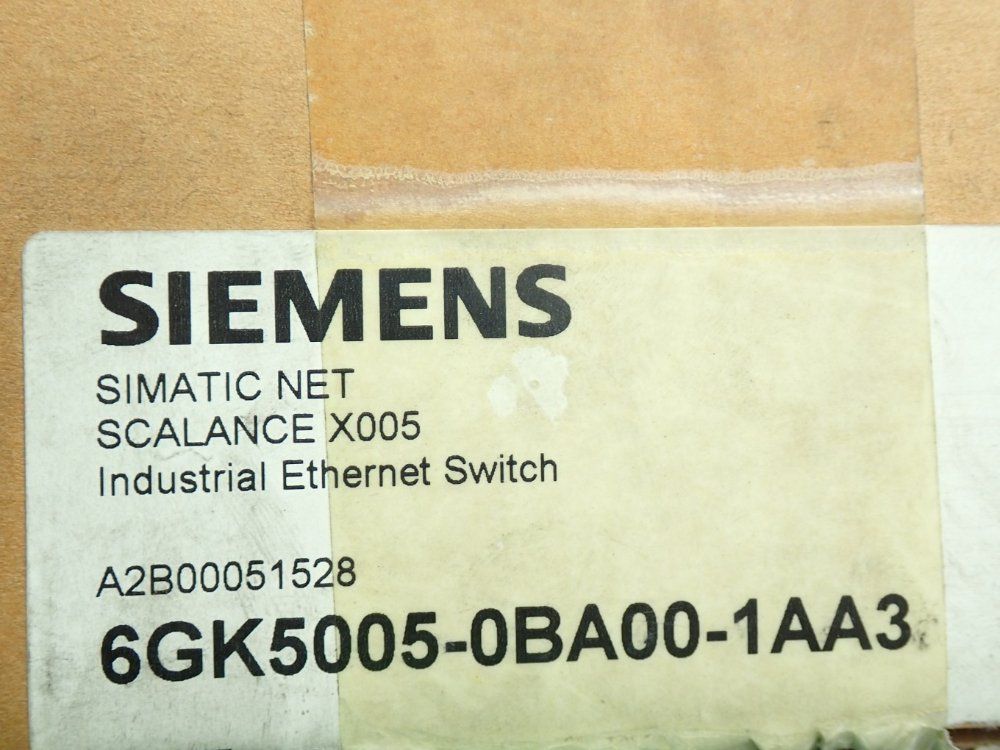 SIEMENS
SIMATIC NET
SCALANCE X005
Industrial Ethernet Switch
A2B00051528
6GK5005-0BA00-1AA3